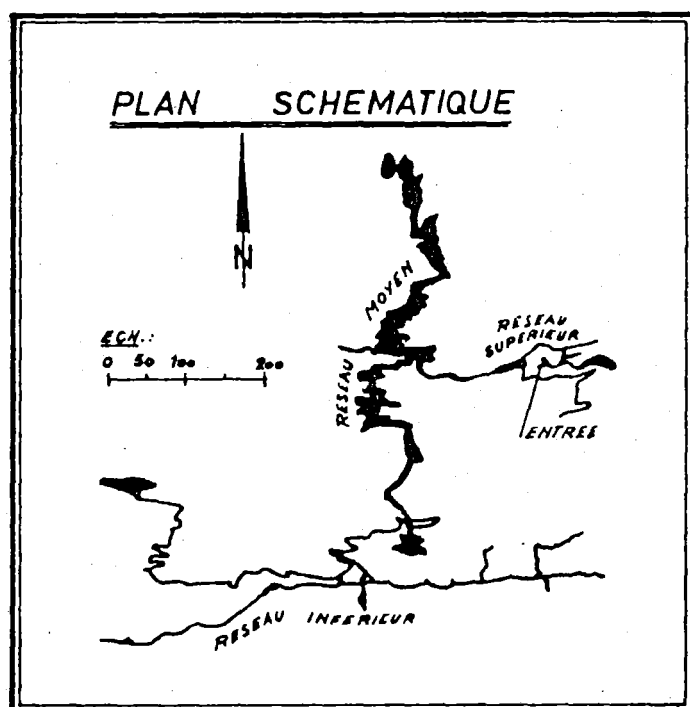 PLAN SCHEMATIQUE
N
MOYEN
RESEAU
SUPERIEUR
ECH.:
0 50 100 200
RESEAU
ENTREE
RESEAU INFERIEUR